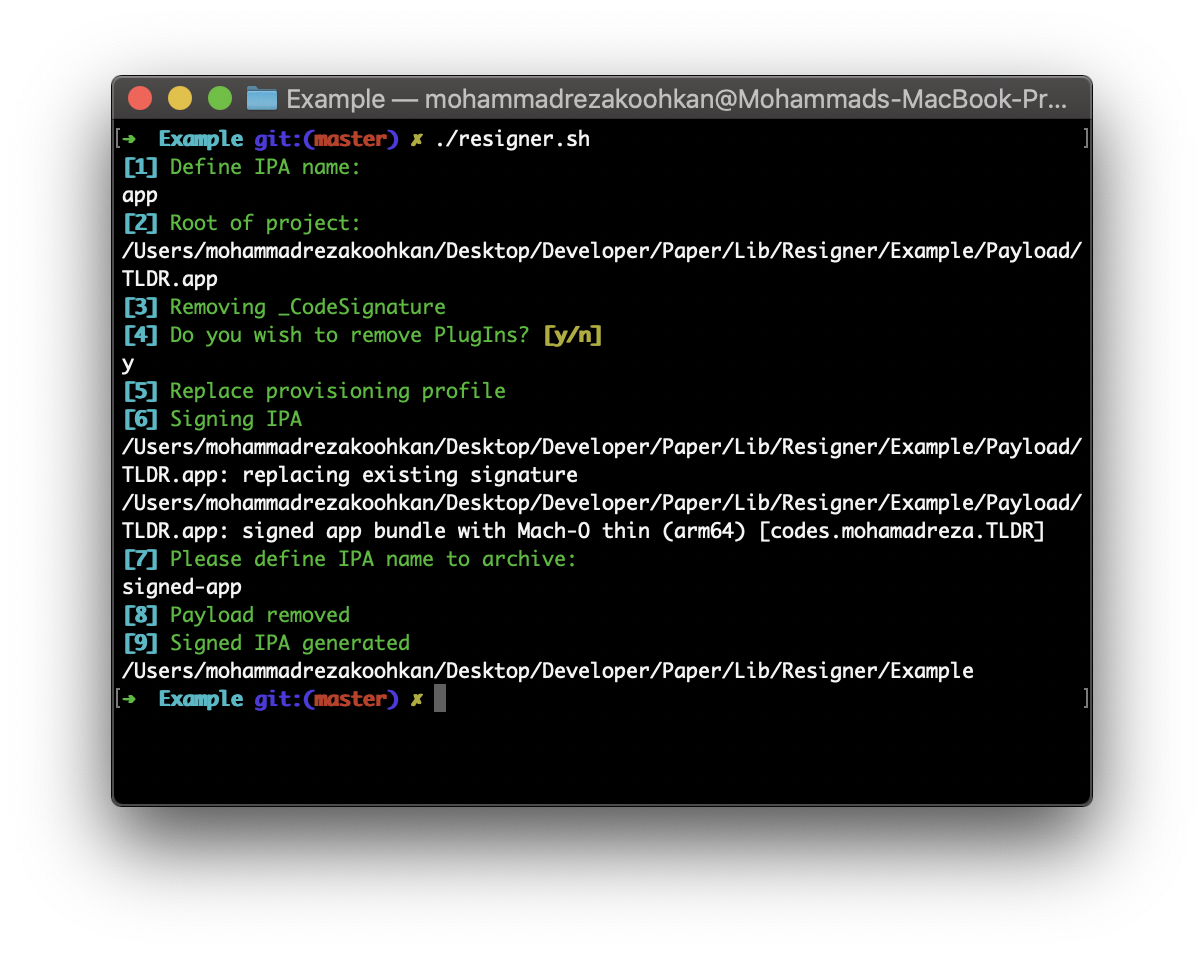 Example — mohammadrezakoohkan@Mohammads-MacBook-Pr...
[➜  Example git:(master) ✗ ./resigner.sh ]
[1] Define IPA name:
app
[2] Root of project:
/Users/mohammadrezakoohkan/Desktop/Developer/Paper/Lib/Resigner/Example/Payload/
TLDR.app
[3] Removing _CodeSignature
[4] Do you wish to remove PlugIns? [y/n]
y
[5] Replace provisioning profile
[6] Signing IPA
/Users/mohammadrezakoohkan/Desktop/Developer/Paper/Lib/Resigner/Example/Payload/
TLDR.app: replacing existing signature
/Users/mohammadrezakoohkan/Desktop/Developer/Paper/Lib/Resigner/Example/Payload/
TLDR.app: signed app bundle with Mach-O thin (arm64) [codes.mohamadreza.TLDR]
[7] Please define IPA name to archive:
signed-app
[8] Payload removed
[9] Signed IPA generated
/Users/mohammadrezakoohkan/Desktop/Developer/Paper/Lib/Resigner/Example
[➜  Example git:(master) ✗ ]